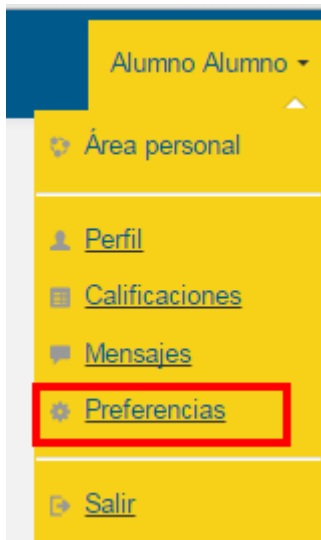 Alumno Alumno
Área personal
Perfil
Calificaciones
Mensajes
Preferencias
Salir